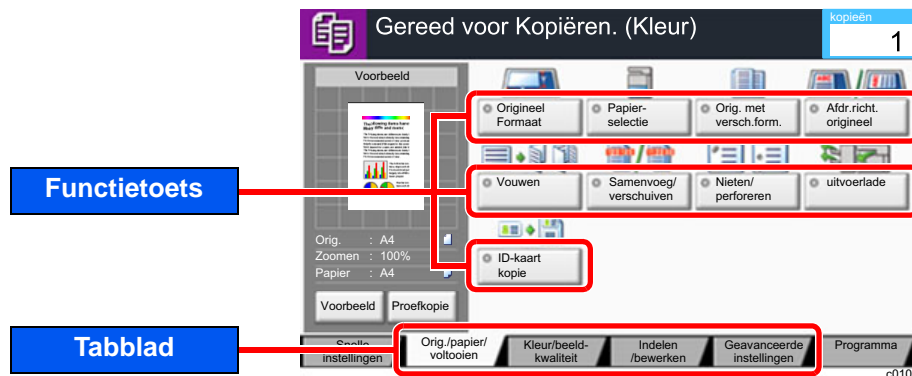 Gereed voor Kopiëren. (Kleur)
kopieën
1
Voorbeeld
Origineel
Formaat
Papier-
selectie
Orig. met
versch.form.
Afdr.richt.
origineel
Functietoets
Vouwen
Samenvoeg/
verschuiven
Nieten/
perforeren
uitvoerlade
Orig. : A4
Zoomen : 100%
Papier : A4
ID-kaart
kopie
Voorbeeld
Proefkopie
Tabblad
Snelle
instellingen
Orig./papier/
voltooien
Kleur/beeld-
kwaliteit
Indelen
/bewerken
Geavanceerde
instellingen
Programma
c010